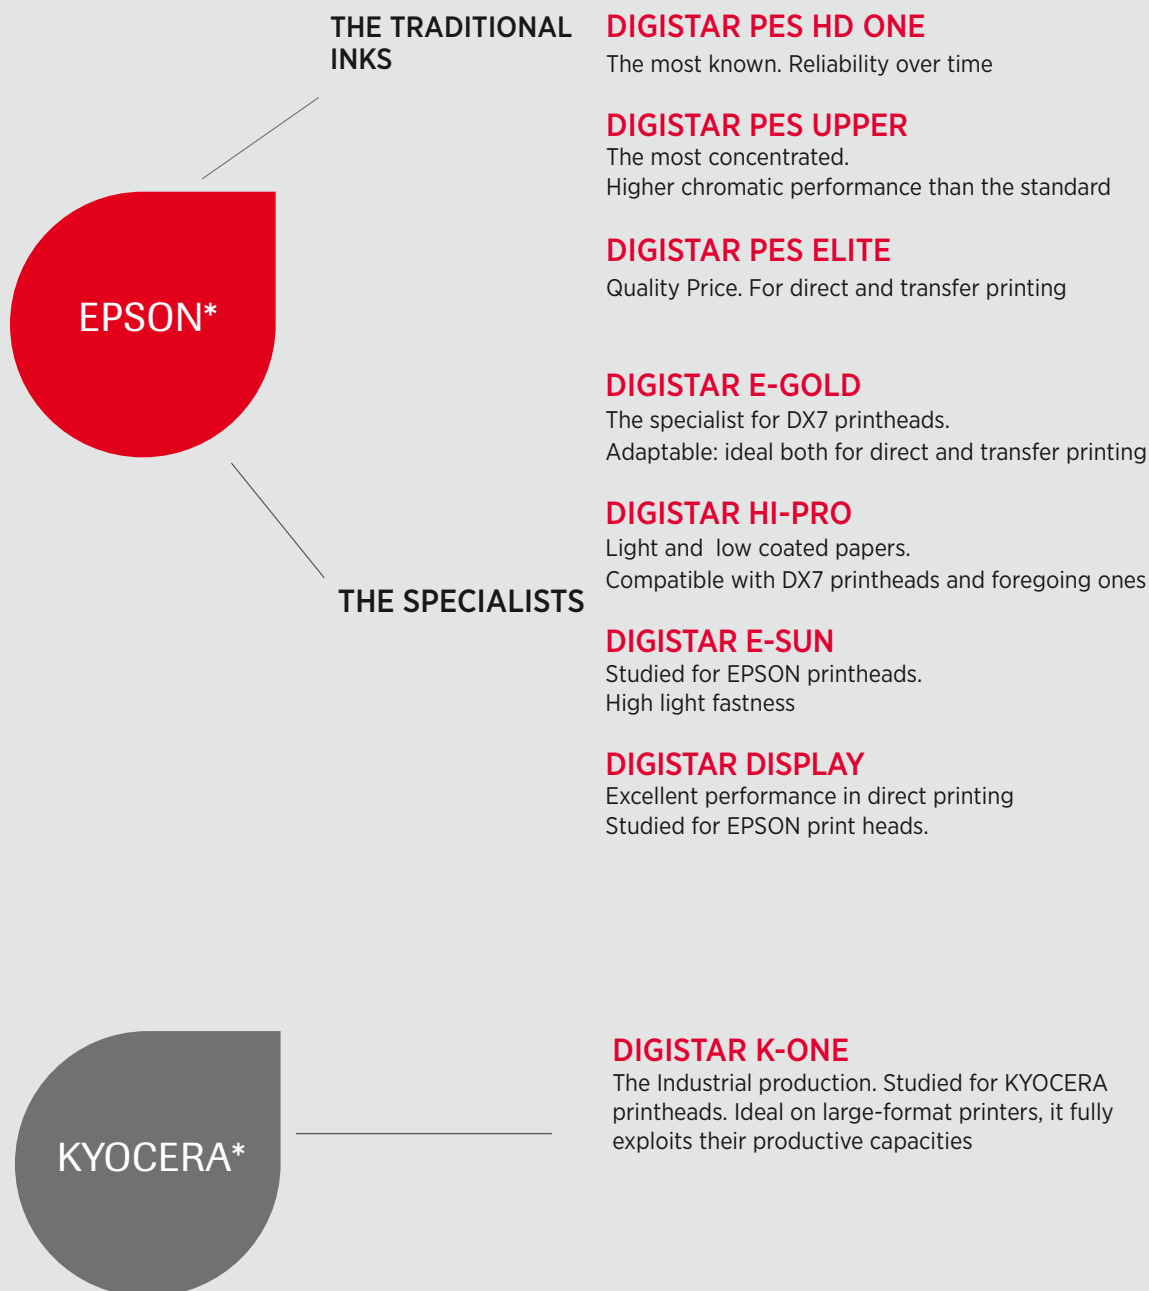 THE TRADITIONAL
INKS
DIGISTAR PES HD ONE
The most known. Reliability over time
DIGISTAR PES UPPER
The most concentrated.
Higher chromatic performance than the standard
DIGISTAR PES ELITE
Quality Price. For direct and transfer printing
EPSON*
DIGISTAR E-GOLD
The specialist for DX7 printheads.
Adaptable: ideal both for direct and transfer printing
DIGISTAR HI-PRO
Light and  low coated papers.
Compatible with DX7 printheads and foregoing ones
THE SPECIALISTS
DIGISTAR E-SUN
Studied for EPSON printheads.
High light fastness
DIGISTAR DISPLAY
Excellent performance in direct printing
Studied for EPSON print heads.
KYOCERA*
DIGISTAR K-ONE
The Industrial production. Studied for KYOCERA
printheads. Ideal on large-format printers, it fully
exploits their productive capacities